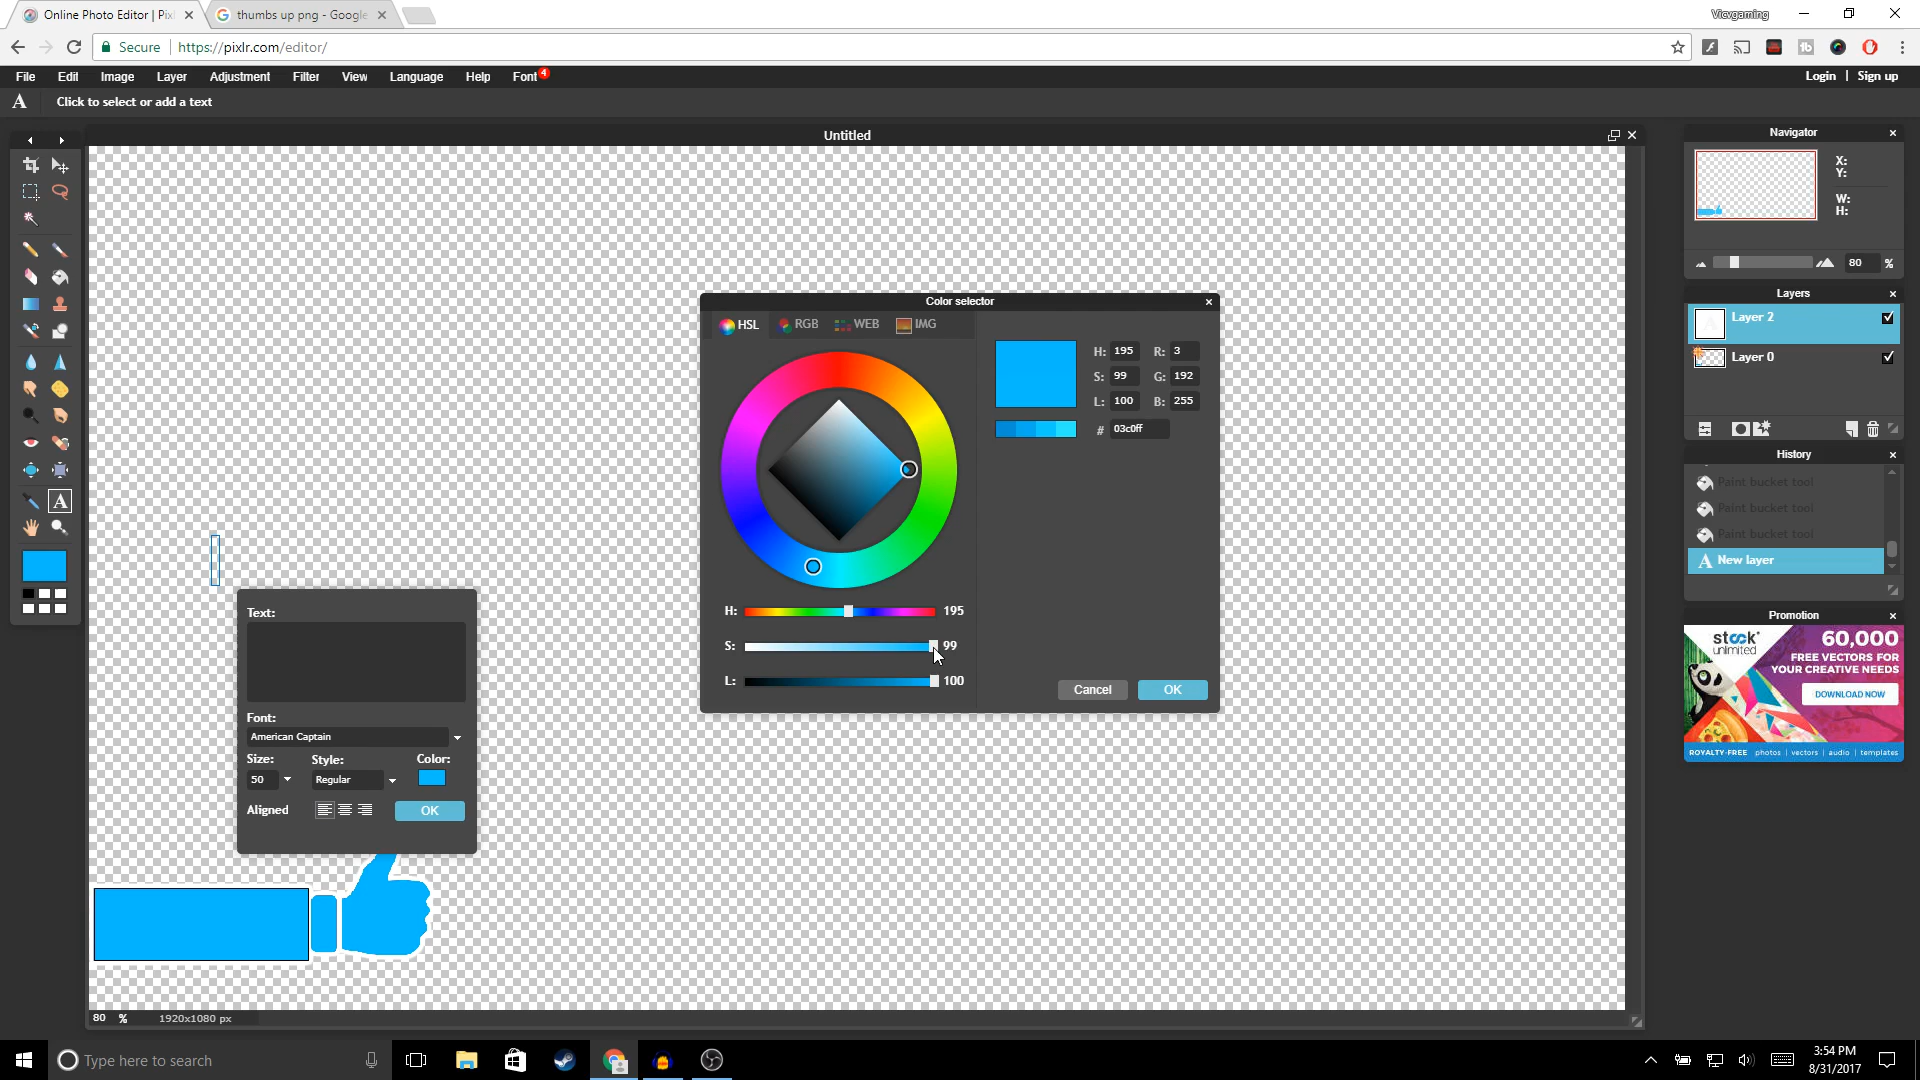 Online Photo Editor | Pix
thumbs up png - Google
Vicvgaming
Secure
https://pixlr.com/editor/
File Edit Image Layer Adjustment Filter View Language Help Font 4
Login | Sign up
A Click to select or add a text
Untitled
Navigator
X:
Y:
W:
H:
80 %
Color selector
HSL RGB WEB IMG
H: 195 R: 3
S: 99 G: 192
L: 100 B: 255
# 03c0ff
H: 195
S: 99
L: 100
Cancel OK
Layers
Layer 2
Layer 0
History
Paint bucket tool
Paint bucket tool
Paint bucket tool
A New layer
Text:
Font:
American Captain
Size: Style: Color:
50 Regular
Aligned OK
Promotion
stock
unlimited
60,000
FREE VECTORS FOR
YOUR CREATIVE NEEDS
DOWNLOAD NOW
ROYALTY-FREE photos | vectors | audio | templates
80 % 1920x1080 px
Type here to search
3:54 PM
8/31/2017